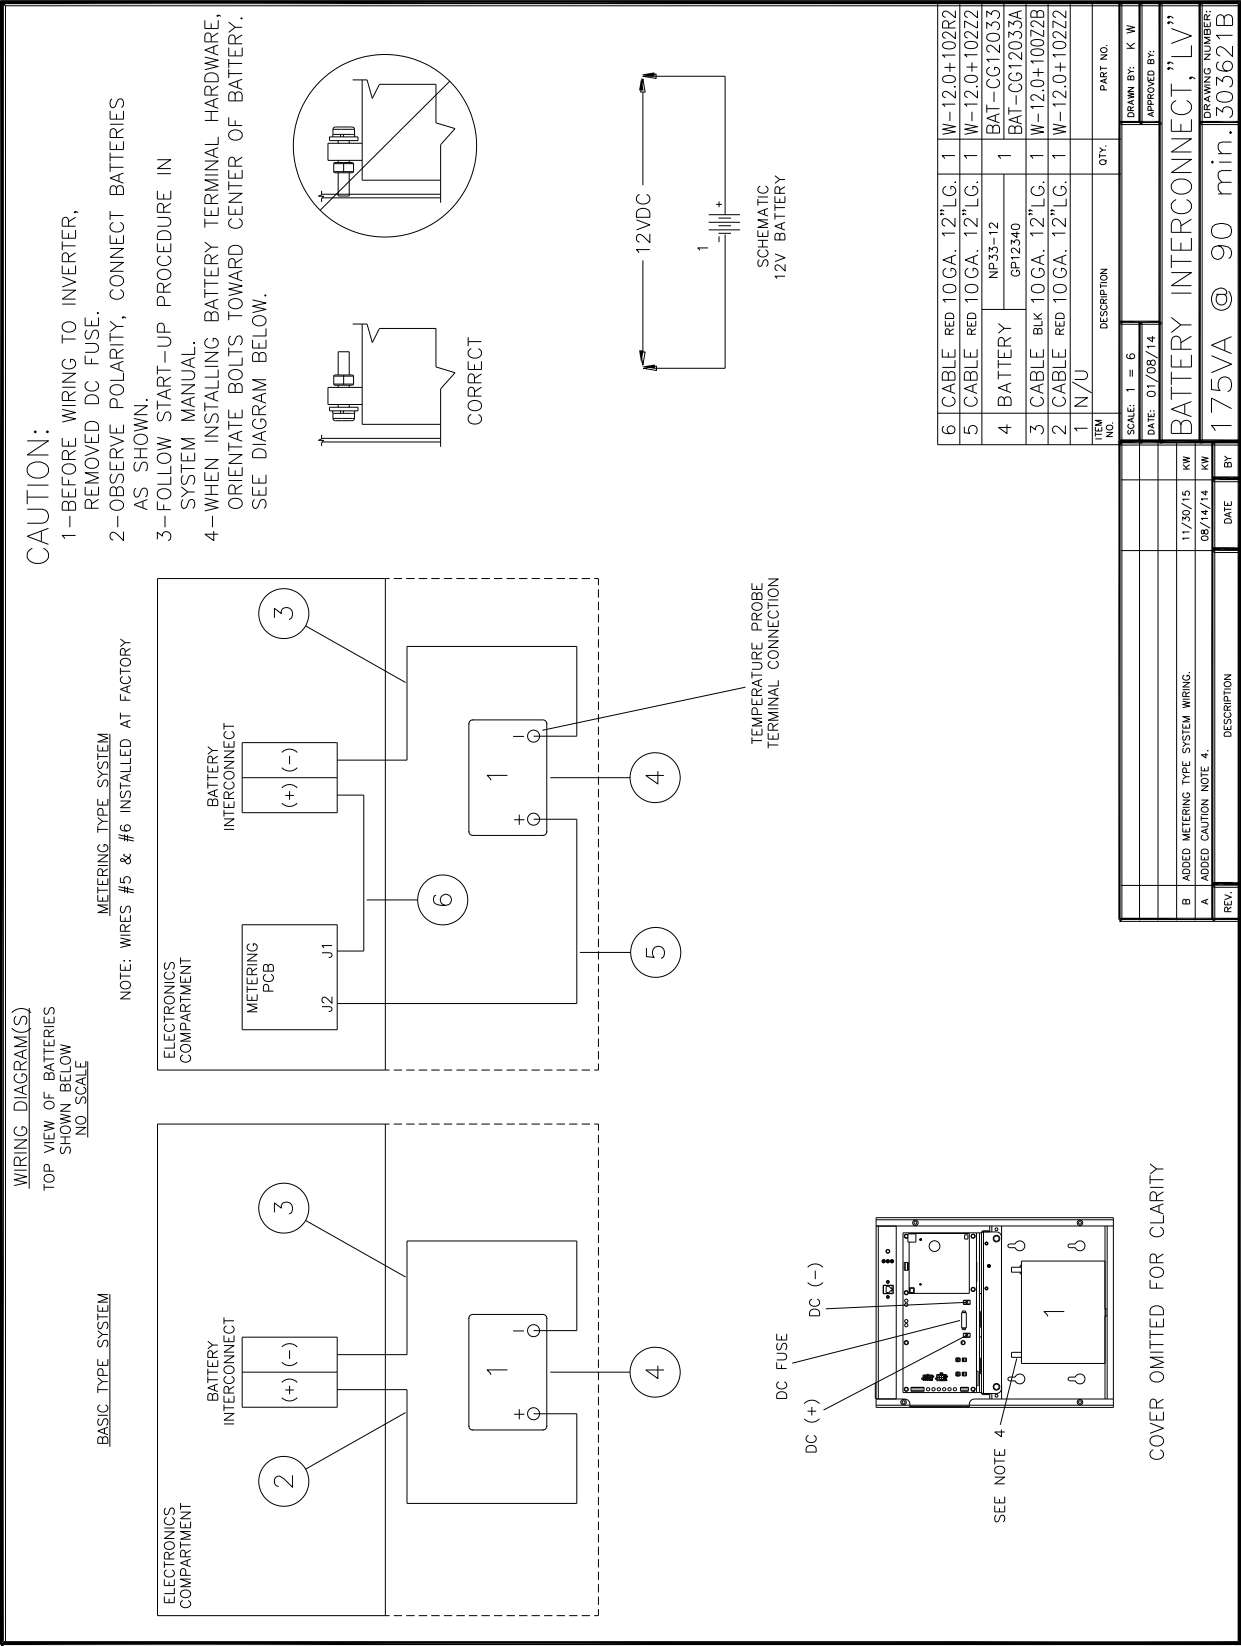 WIRING DIAGRAM(S)
TOP VIEW OF BATTERIES
SHOWN BELOW
NO SCALE
BASIC TYPE SYSTEM
ELECTRONICS
COMPARTMENT
BATTERY
INTERCONNECT
(+) (-)
2
3
1
+
-
4
METERING TYPE SYSTEM
NOTE: WIRES #5 & #6 INSTALLED AT FACTORY
ELECTRONICS
COMPARTMENT
METERING
PCB
J2 J1
BATTERY
INTERCONNECT
(+) (-)
3
6
1
+
-
5
4
TEMPERATURE PROBE
TERMINAL CONNECTION
CAUTION:
1-BEFORE WIRING TO INVERTER,
REMOVED DC FUSE.
2-OBSERVE POLARITY, CONNECT BATTERIES
AS SHOWN.
3-FOLLOW START-UP PROCEDURE IN
SYSTEM MANUAL.
4-WHEN INSTALLING BATTERY TERMINAL HARDWARE,
ORIENTATE BOLTS TOWARD CENTER OF BATTERY.
SEE DIAGRAM BELOW.
CORRECT
12VDC
1
- +
SCHEMATIC
12V BATTERY
DC (+)
DC FUSE
DC (-)
SEE NOTE 4
1
COVER OMITTED FOR CLARITY
6 CABLE RED 10GA. 12"LG. 1 W-12.0+102R2
5 CABLE RED 10GA. 12"LG. 1 W-12.0+102Z2
4 BATTERY NP33-12 1 BAT-CG12033
GP12340 BAT-CG12033A
3 CABLE BLK 10GA. 12"LG. 1 W-12.0+100Z2B
2 CABLE RED 10GA. 12"LG. 1 W-12.0+102Z2
1 N/U
ITEM NO. DESCRIPTION QTY. PART NO.
B ADDED METERING TYPE SYSTEM WIRING. 11/30/15 KW
A ADDED CAUTION NOTE 4. 08/14/14 KW
REV. DESCRIPTION DATE BY
SCALE: 1 = 6
DRAWN BY: K W
DATE: 01/08/14
APPROVED BY:
BATTERY INTERCONNECT,"LV"
175VA @ 90 min.
DRAWING NUMBER:
303621B